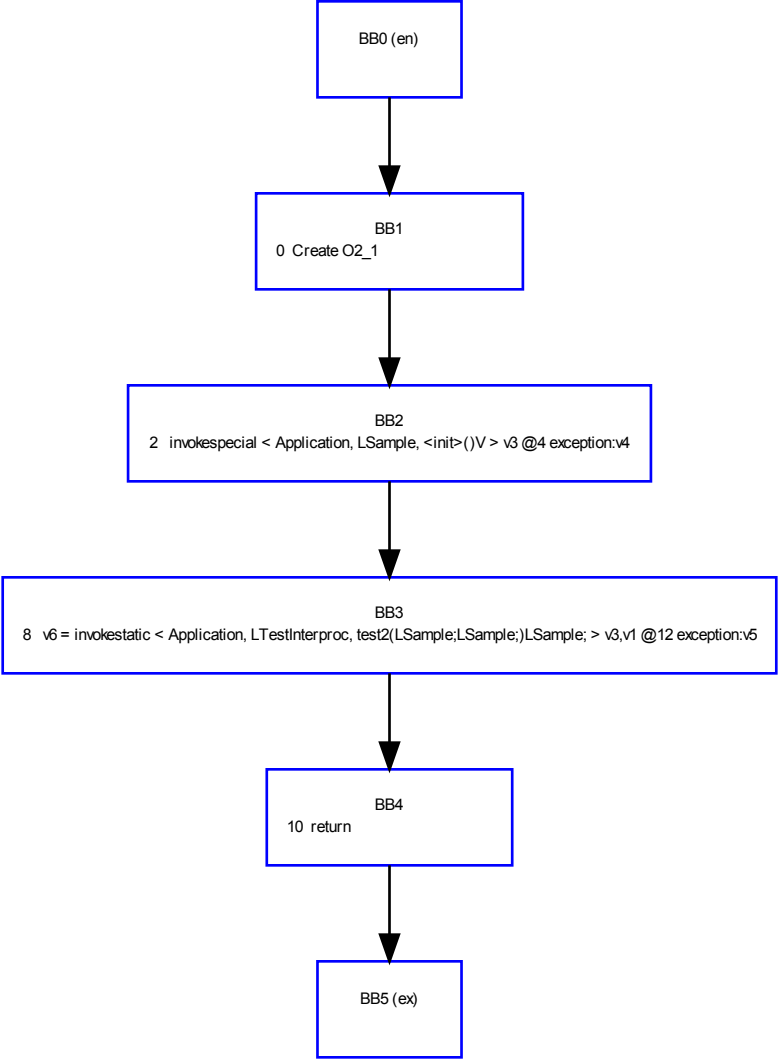 BB0 (en)
BB1
0 Create O2_1
BB2
2 invokespecial < Application, LSample, <init>()V > v3 @4 exception:v4
BB3
8 v6 = invokestatic < Application, LTestInterproc, test2(LSample;LSample;)LSample; > v3,v1 @12 exception:v5
BB4
10 return
BB5 (ex)